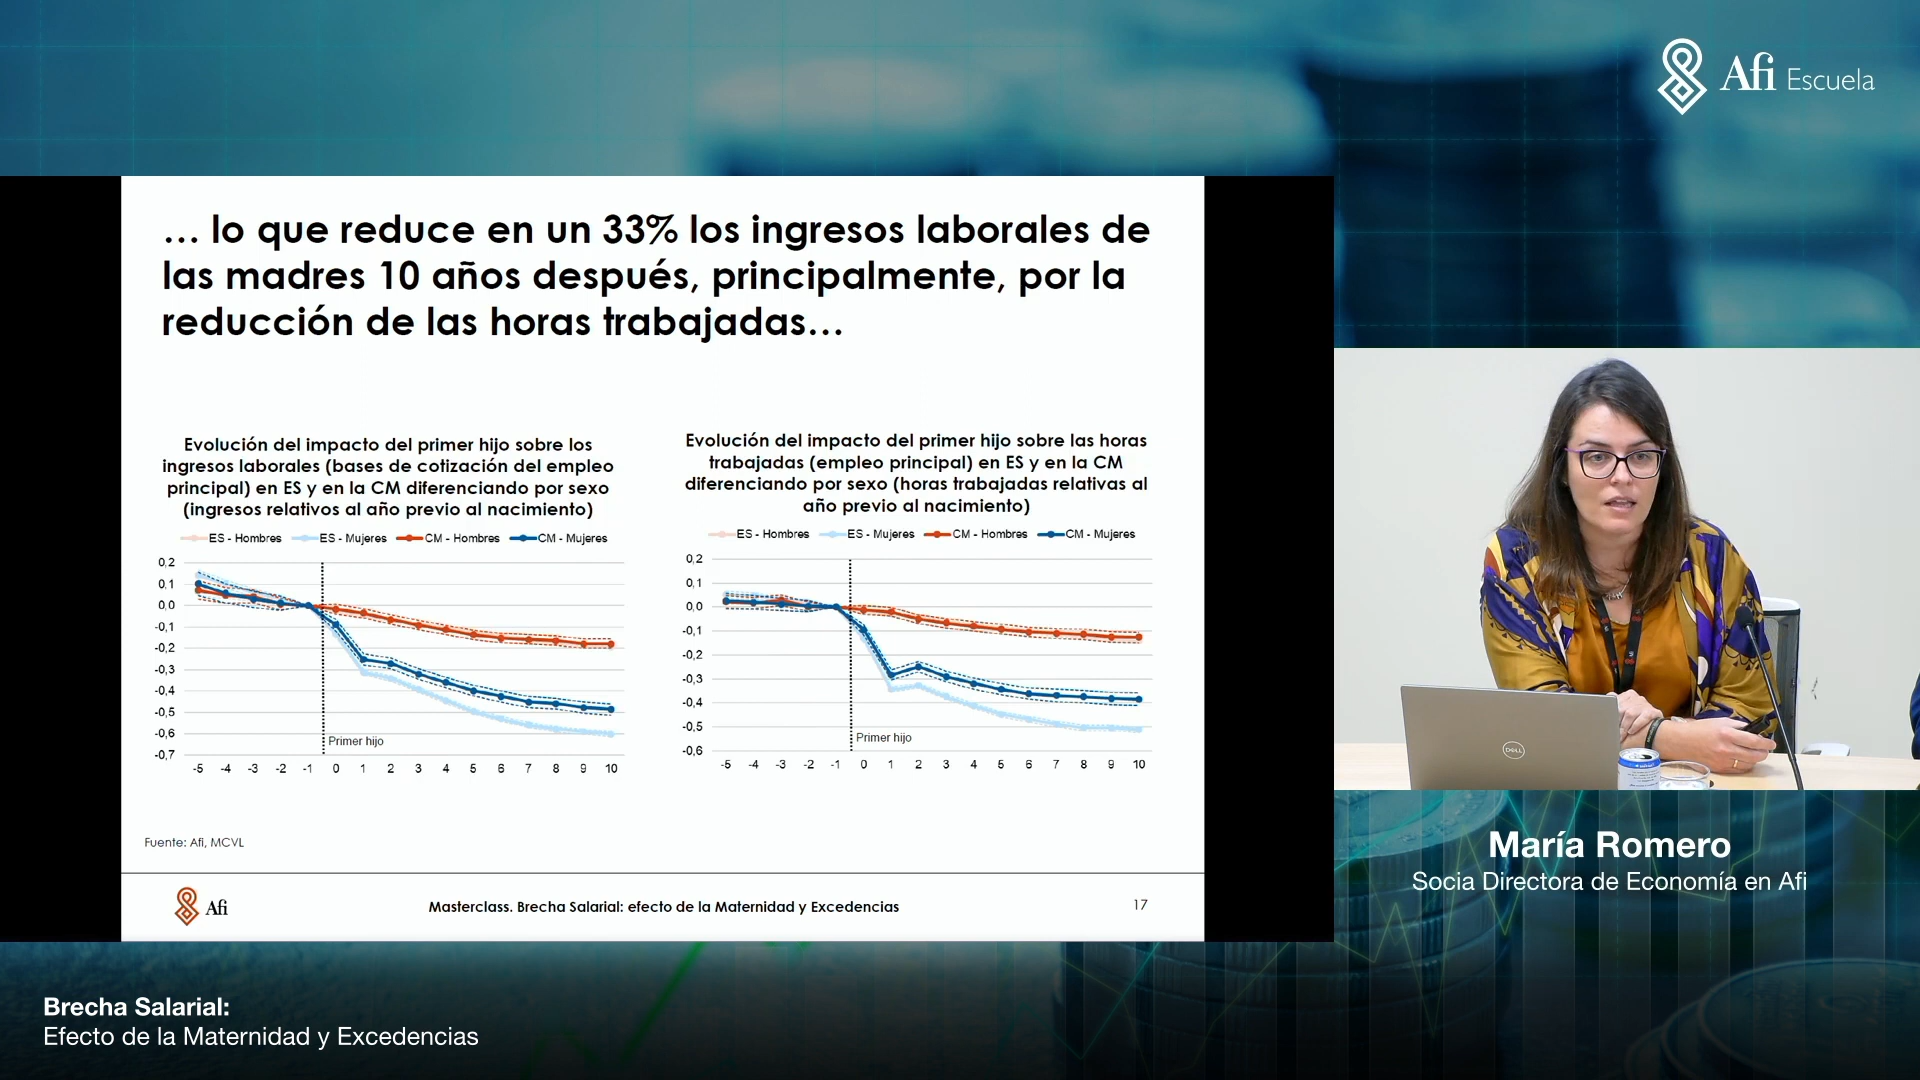 Afi Escuela
… lo que reduce en un 33% los ingresos laborales de
las madres 10 años después, principalmente, por la
reducción de las horas trabajadas…
Evolución del impacto del primer hijo sobre los
ingresos laborales (bases de cotización del empleo
principal) en ES y en la CM diferenciando por sexo
(ingresos relativos al año previo al nacimiento)
ES - Hombres ES - Mujeres CM - Hombres CM - Mujeres
0,2
0,1
0,0
-0,1
-0,2
-0,3
-0,4
-0,5
-0,6
-0,7
Primer hijo
-5 -4 -3 -2 -1 0 1 2 3 4 5 6 7 8 9 10
Evolución del impacto del primer hijo sobre las horas
trabajadas (empleo principal) en ES y en la CM
diferenciando por sexo (horas trabajadas relativas al
año previo al nacimiento)
ES - Hombres ES - Mujeres CM - Hombres CM - Mujeres
0,2
0,1
0,0
-0,1
-0,2
-0,3
-0,4
-0,5
-0,6
Primer hijo
-5 -4 -3 -2 -1 0 1 2 3 4 5 6 7 8 9 10
Fuente: Afi, MCVL
Afi
Masterclass. Brecha Salarial: efecto de la Maternidad y Excedencias
17
DELL
María Romero
Socia Directora de Economía en Afi
Brecha Salarial:
Efecto de la Maternidad y Excedencias